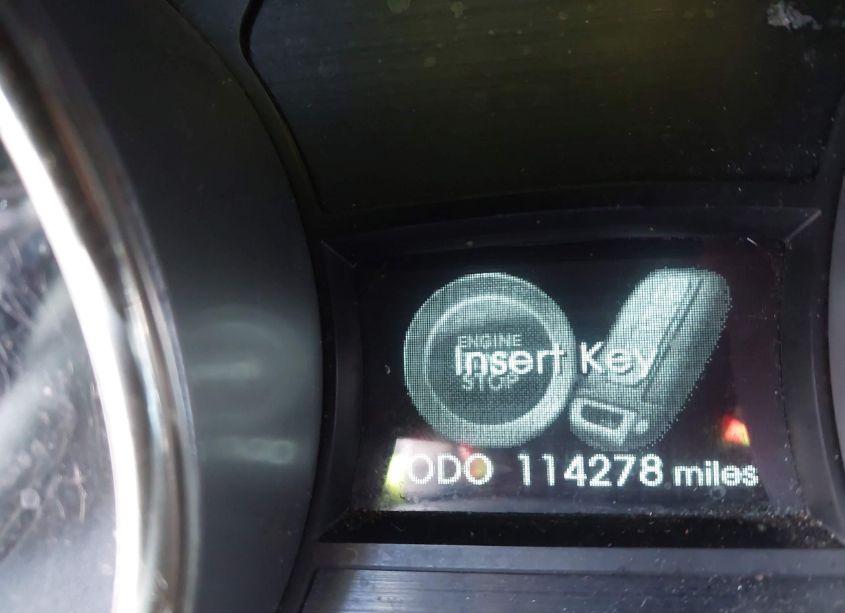 ENGINE
Insert Key
STOP
ODO 114278 miles